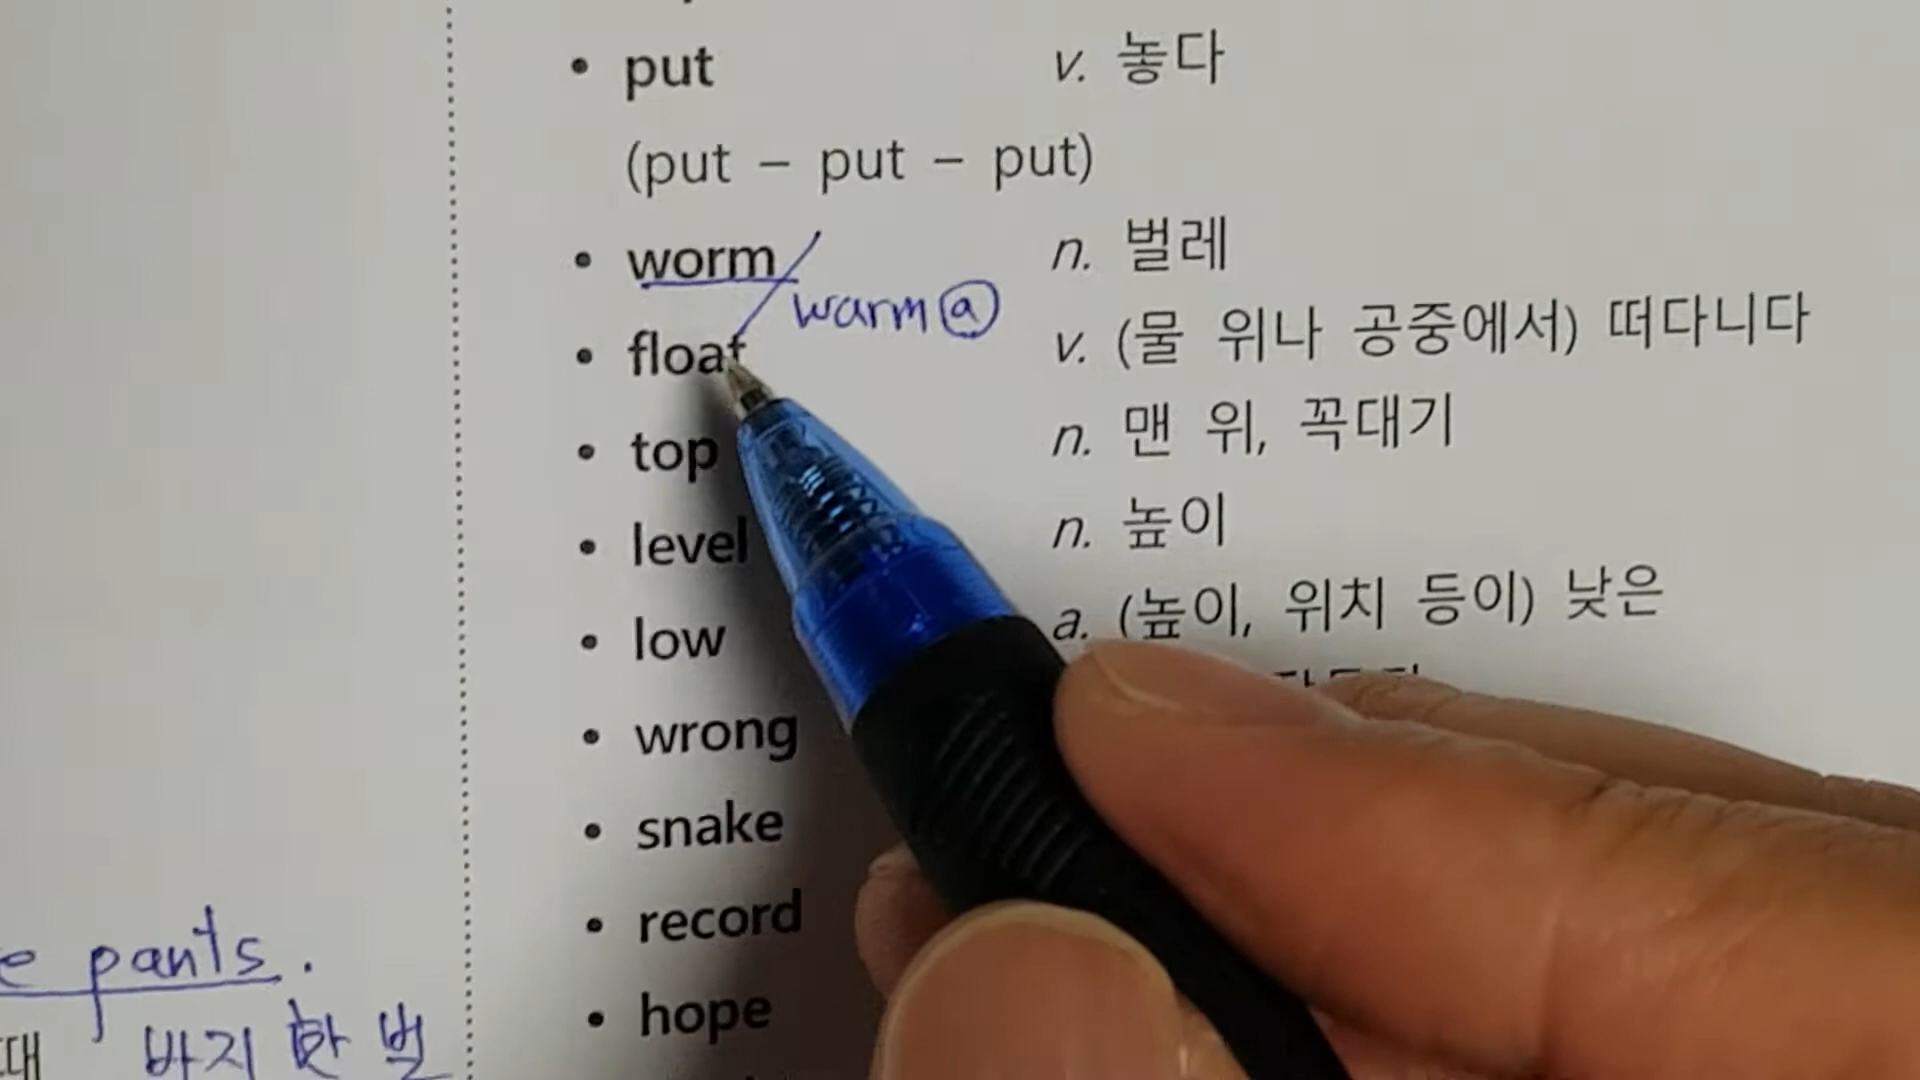 • put v. 놓다
(put – put – put)
• worm n. 벌레
warm ⓐ
• float v. (물 위나 공중에서) 떠다니다
• top n. 맨 위, 꼭대기
• level n. 높이
• low a. (높이, 위치 등이) 낮은
• wrong
• snake
• record
• hope
e pants.
바지 한 벌